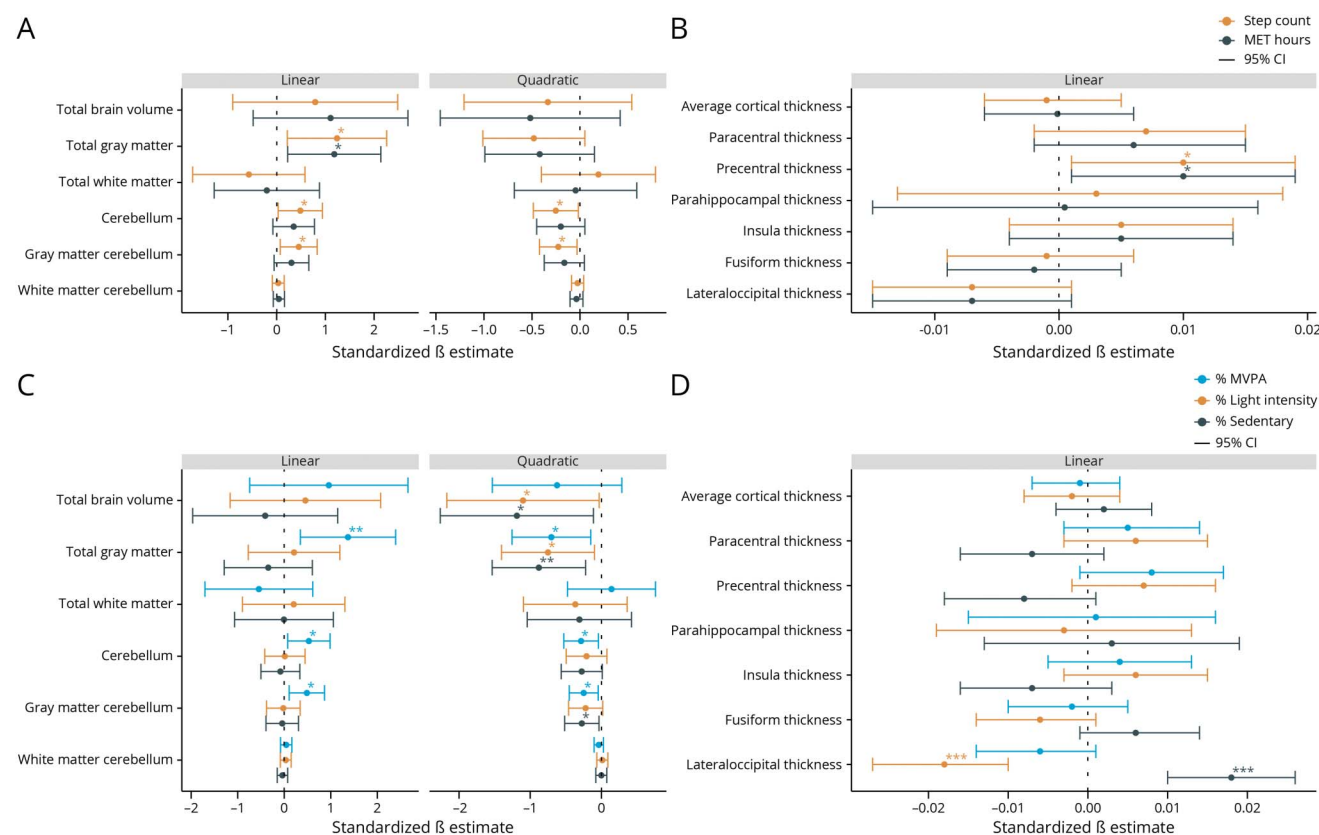 A
B
Step count
MET hours
95% CI
Linear
Quadratic
Linear
Total brain volume
Total gray matter
Total white matter
Cerebellum
Gray matter cerebellum
White matter cerebellum
*
*
*
*
*
*
−1 0 1 2
−1.5 −1.0 −0.5 0.0 0.5
Standardized ß estimate
Average cortical thickness
Paracentral thickness
Precentral thickness
Parahippocampal thickness
Insula thickness
Fusiform thickness
Lateraloccipital thickness
*
*
-0.01 0.00 0.01 0.02
Standardized ß estimate
C
D
% MVPA
% Light intensity
% Sedentary
95% CI
Linear
Quadratic
Linear
Total brain volume
Total gray matter
Total white matter
Cerebellum
Gray matter cerebellum
White matter cerebellum
**
*
*
*
*
*
*
**
*
*
*
−2 −1 0 1 2
−2 −1 0
Standardized ß estimate
Average cortical thickness
Paracentral thickness
Precentral thickness
Parahippocampal thickness
Insula thickness
Fusiform thickness
Lateraloccipital thickness
***
***
−0.02 −0.01 0.00 0.01 0.02
Standardized ß estimate